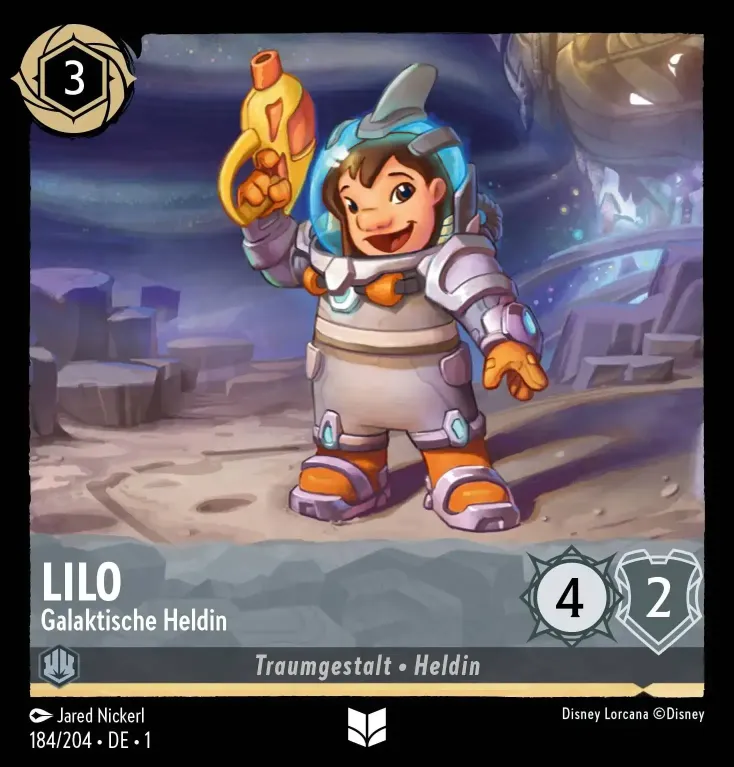 3
LILO
Galaktische Heldin
4
2
Traumgestalt • Heldin
Jared Nickerl
184/204 • DE • 1
Disney Lorcana ©Disney